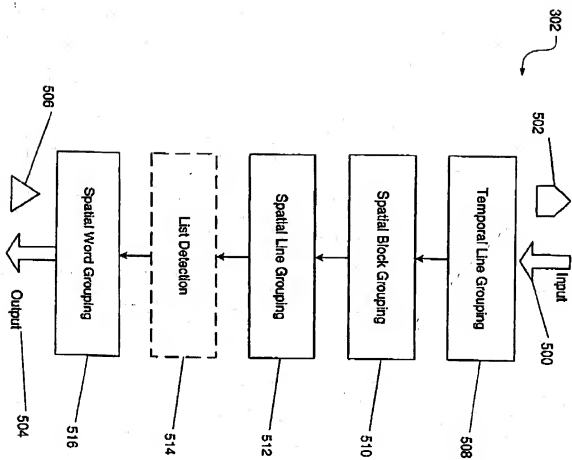 302
502
Input
500
Temporal Line Grouping
508
Spatial Block Grouping
510
Spatial Line Grouping
512
List Detection
514
Spatial Word Grouping
516
506
Output
504